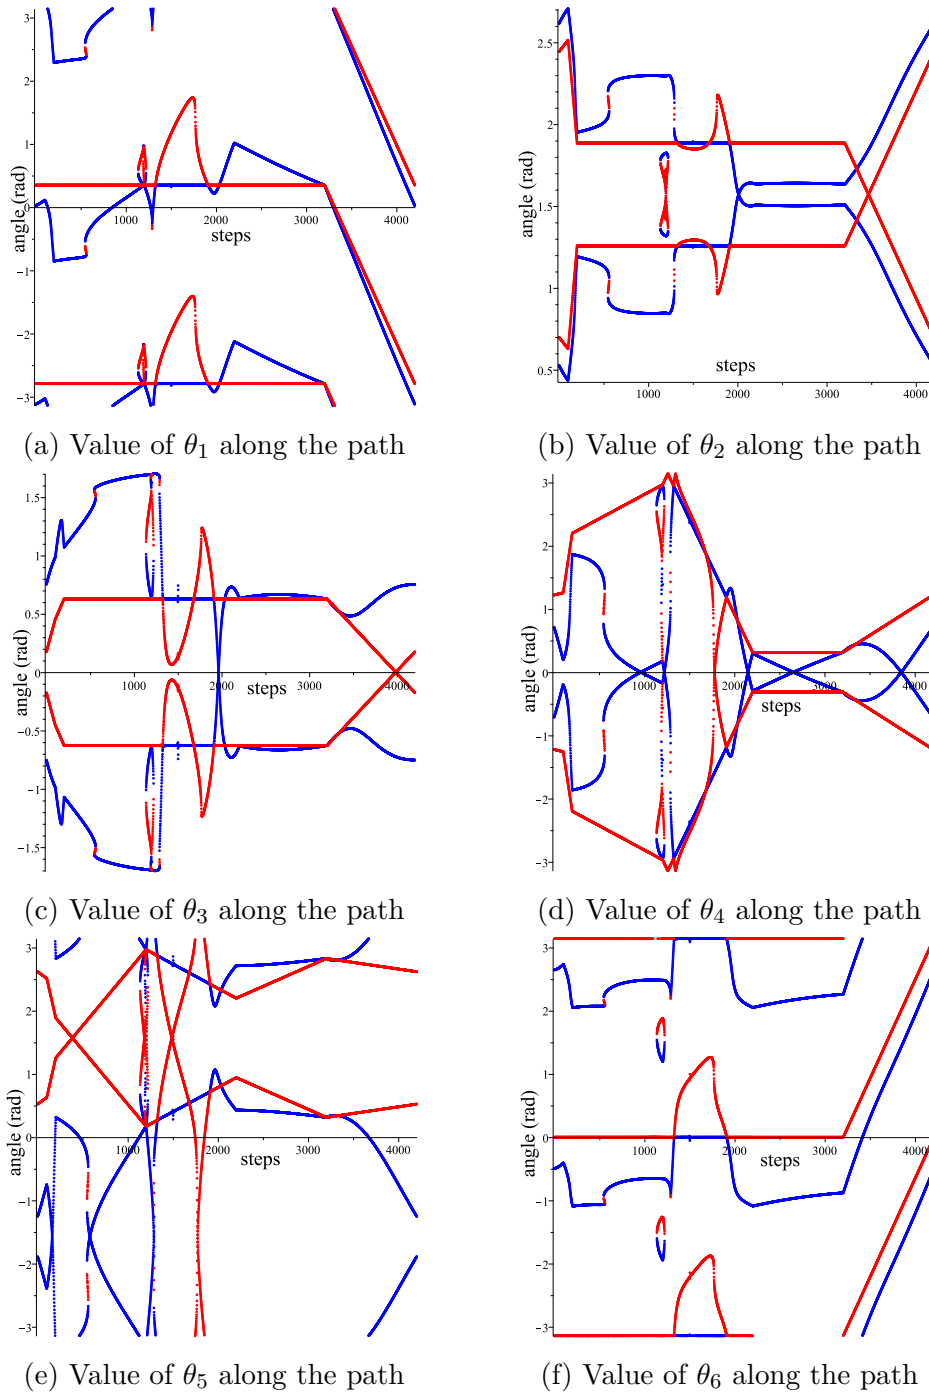 3
2
1
0
−1
−2
−3
angle (rad)
1000 2000 3000 4000
steps
(a) Value of θ₁ along the path
2.5
2
1.5
1
0.5
angle (rad)
steps
1000 2000 3000 4000
(b) Value of θ₂ along the path
1.5
1
0.5
0
−0.5
−1
−1.5
angle (rad)
1000 2000 3000 4000
steps
(c) Value of θ₃ along the path
3
2
1
0
−1
−2
−3
angle (rad)
1000 2000 3000 4000
steps
(d) Value of θ₄ along the path
3
2
1
0
−1
−2
−3
angle (rad)
1000 2000 3000 4000
steps
(e) Value of θ₅ along the path
3
2
1
0
−1
−2
−3
angle (rad)
1000 2000 3000 4000
steps
(f) Value of θ₆ along the path